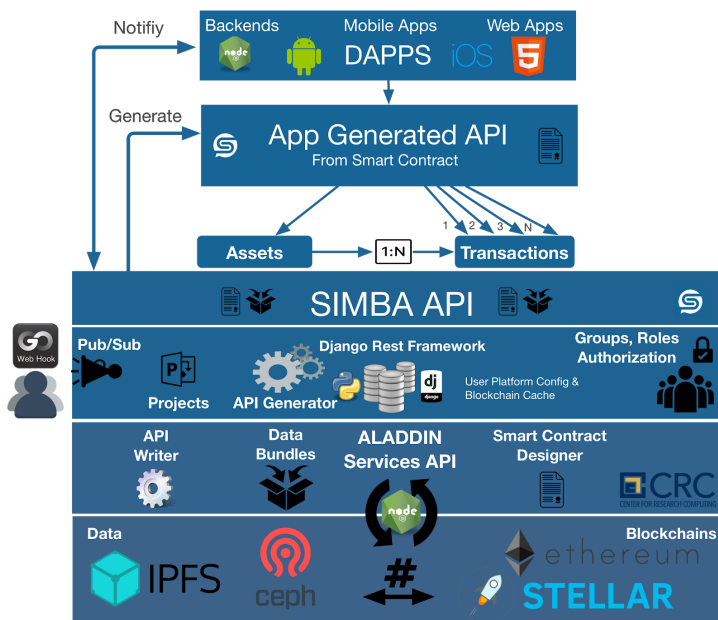 Notifiy
Backends
Mobile Apps
Web Apps
node
DAPPS
iOS
5
Generate
App Generated API
From Smart Contract
1
2
3
N
Assets
1:N
Transactions
SIMBA API
GO
Web Hook
Pub/Sub
Projects
P
Django Rest Framework
API Generator
dj
django
User Platform Config &
Blockchain Cache
Groups, Roles
Authorization
API
Writer
Data
Bundles
ALADDIN
Services API
node
Smart Contract
Designer
CRC
CENTER FOR RESEARCH COMPUTING
Data
IPFS
ceph
#
Blockchains
ethereum
STELLAR